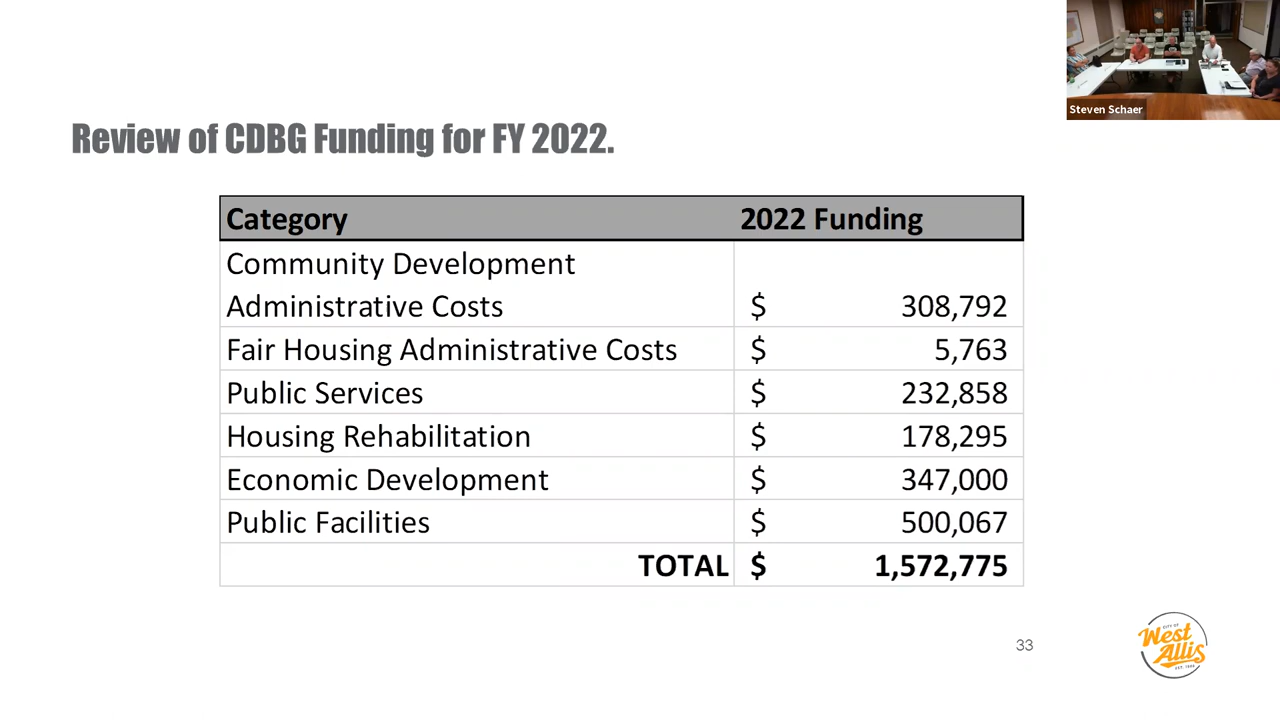 Steven Schaer
Review of CDBG Funding for FY 2022.
Category 2022 Funding
Community Development
Administrative Costs $ 308,792
Fair Housing Administrative Costs $ 5,763
Public Services $ 232,858
Housing Rehabilitation $ 178,295
Economic Development $ 347,000
Public Facilities $ 500,067
TOTAL $ 1,572,775
33
CITY OF
West
Allis